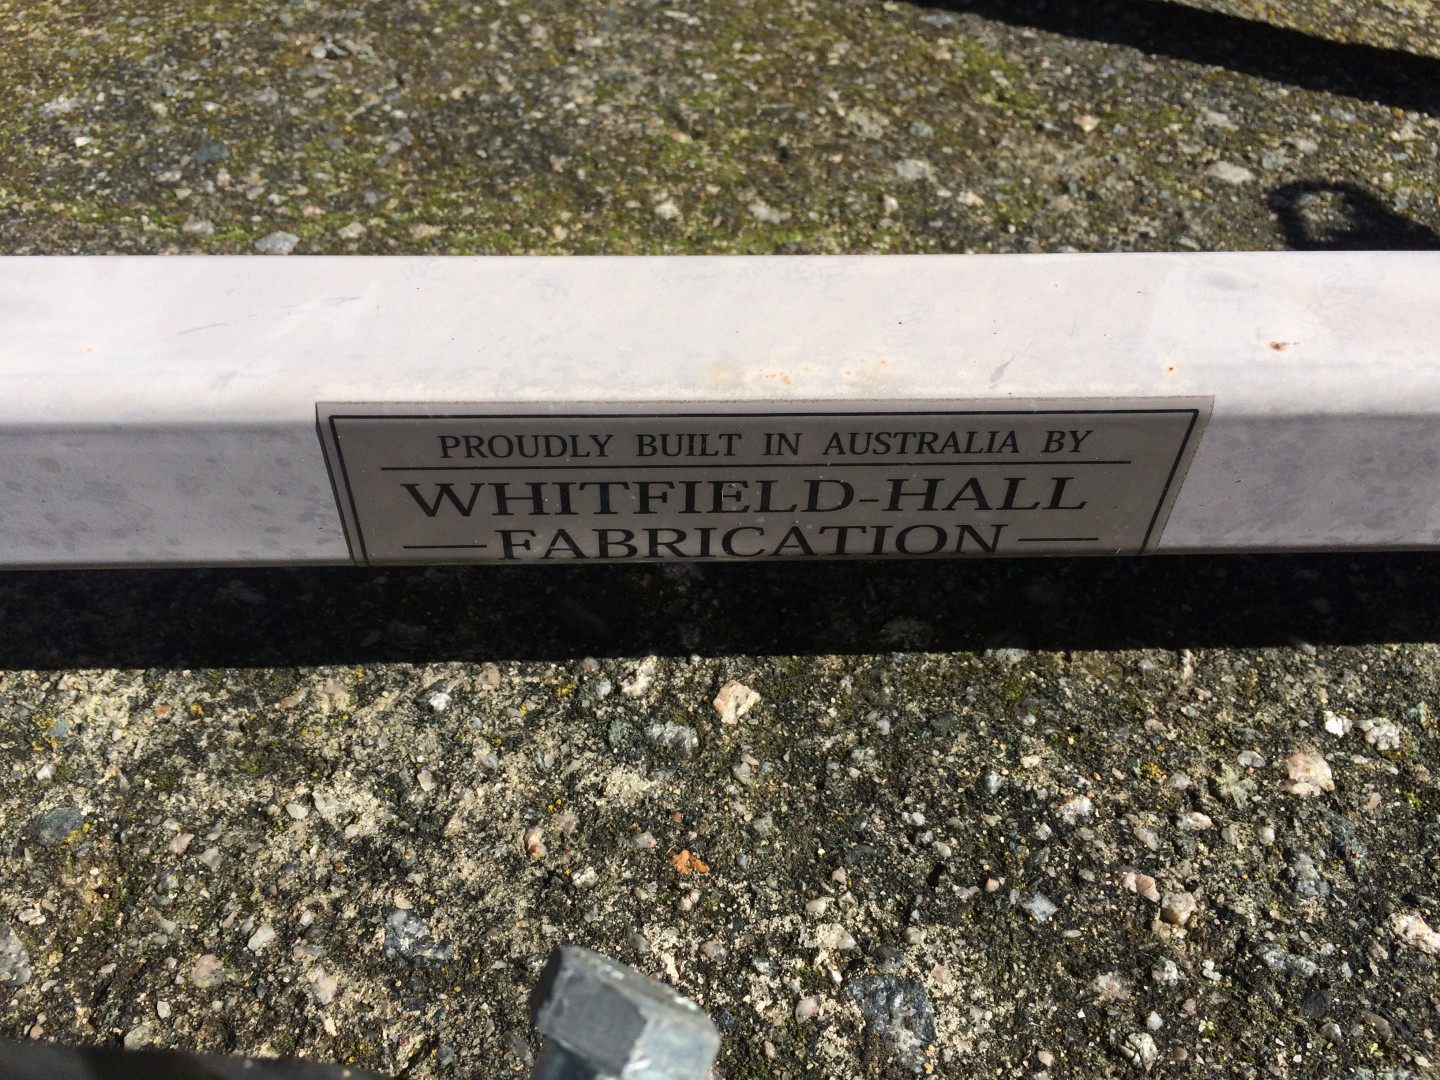 PROUDLY BUILT IN AUSTRALIA BY
WHITFIELD-HALL
FABRICATION